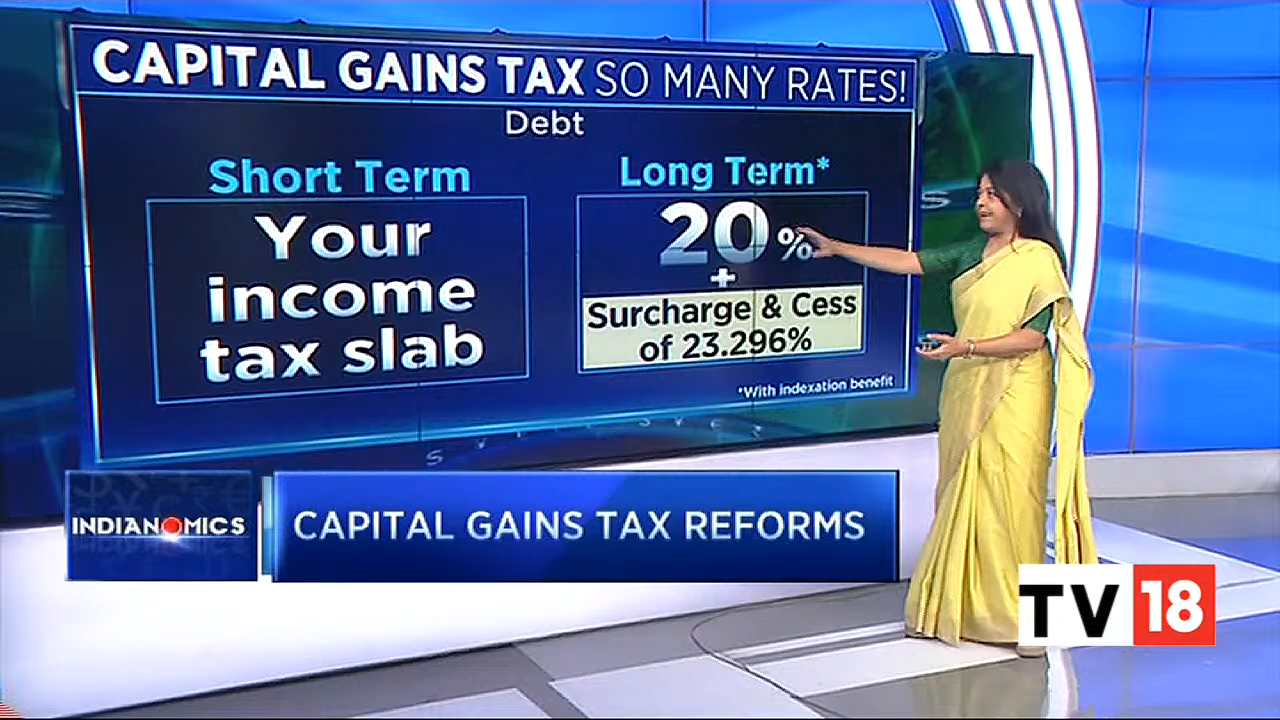 CAPITAL GAINS TAX SO MANY RATES!
Debt
Short Term
Your
income
tax slab
Long Term*
20%
+
Surcharge & Cess
of 23.296%
*With indexation benefit
INDIANOMICS
CAPITAL GAINS TAX REFORMS
TV18